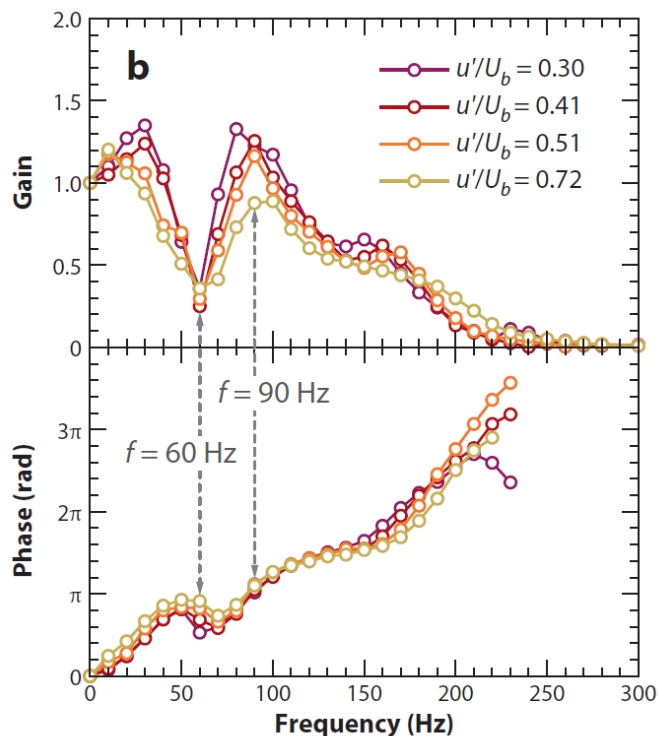 b
u'/U_b = 0.30
u'/U_b = 0.41
u'/U_b = 0.51
u'/U_b = 0.72
Gain
2.0
1.5
1.0
0.5
0
f = 90 Hz
f = 60 Hz
Phase (rad)
3π
2π
π
0
0 50 100 150 200 250 300
Frequency (Hz)